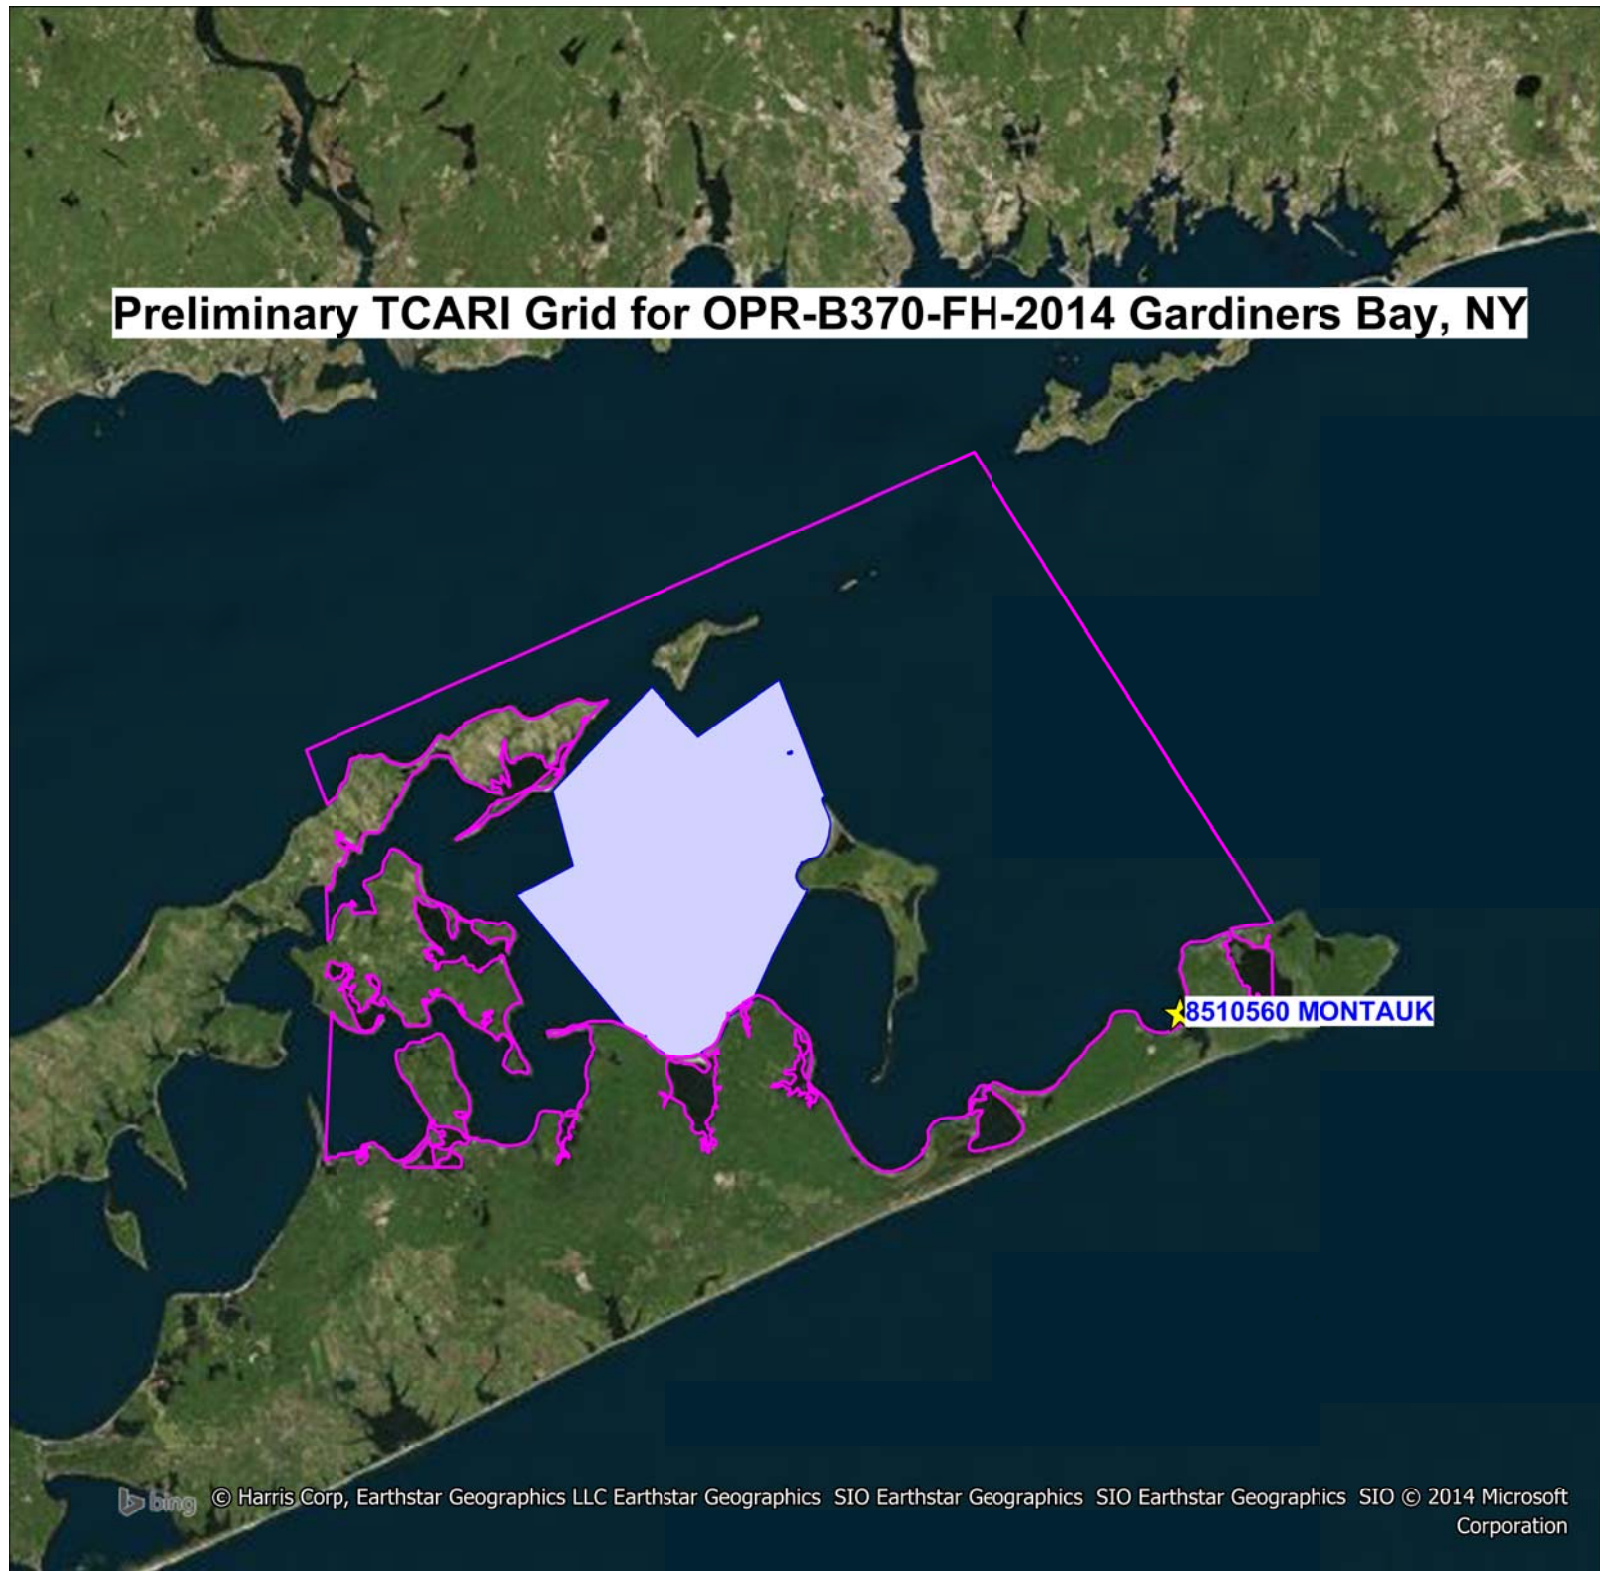 Preliminary TCARI Grid for OPR-B370-FH-2014 Gardiners Bay, NY
8510560 MONTAUK
bing © Harris Corp, Earthstar Geographics LLC Earthstar Geographics SIO Earthstar Geographics SIO Earthstar Geographics SIO © 2014 Microsoft
Corporation